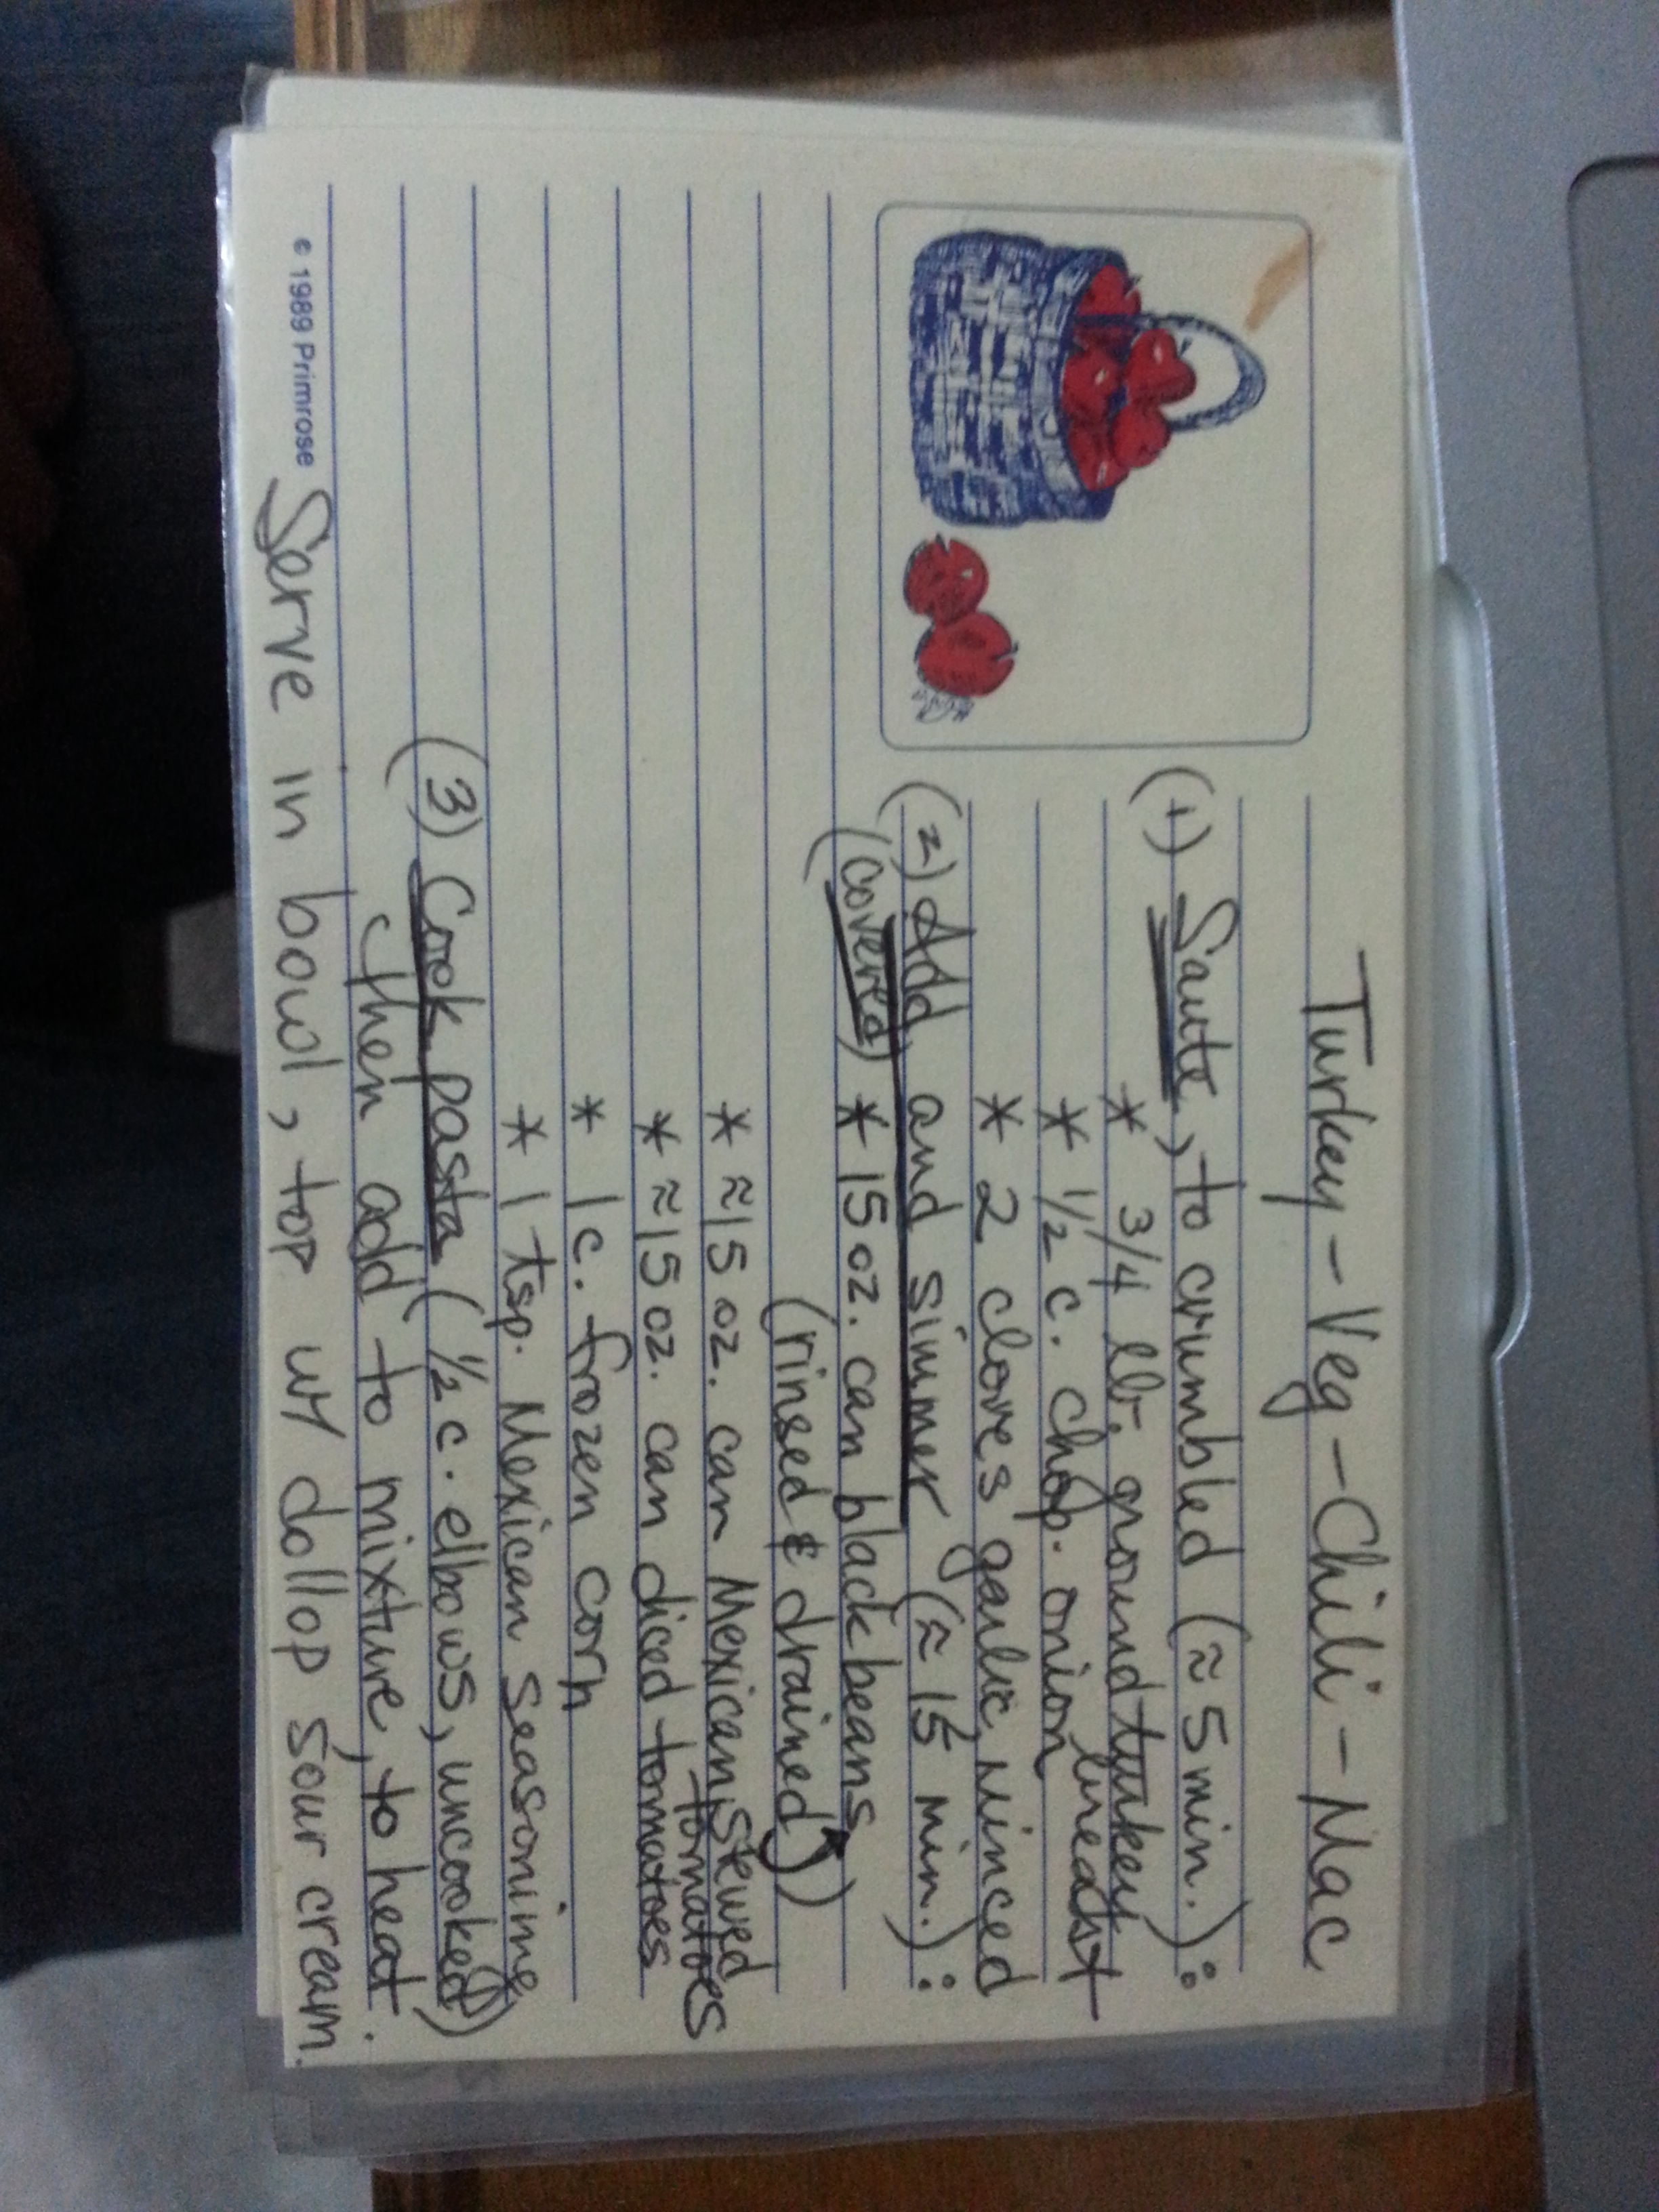 Turkey-Veg-Chili-Mac
(1) Saute, to crumbled (≈5 min.):
* 3/4 lb. ground turkey breast
* 1/2 c. chop. onion
* 2 cloves garlic, minced
(2) Add and simmer (≈15 min.):
(covered) * 15 oz. can black beans
(rinsed & drained)
* ≈15 oz. can Mexican stewed tomatoes
* ≈15 oz. can diced tomatoes
* 1 c. frozen corn
* 1 tsp. Mexican seasoning
(3) Cook pasta (1/2 c. elbows, uncooked)
then add to mixture, to heat.
Serve in bowl, top w/ dollop sour cream.
© 1989 Primrose